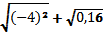 √((−4)² + √0,16